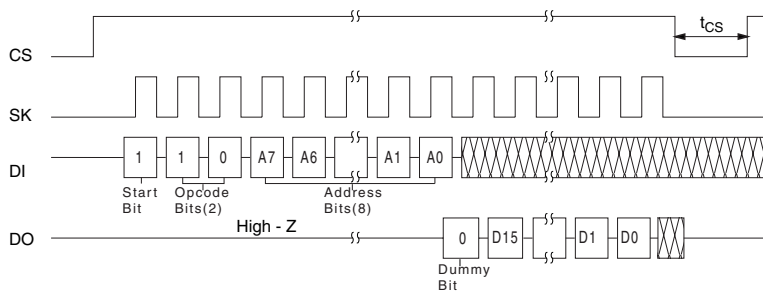 tCS
CS
SK
DI
1 1 0 A7 A6 A1 A0
Start Bit
Opcode Bits(2)
Address Bits(8)
High - Z
DO
0 D15 D1 D0
Dummy Bit